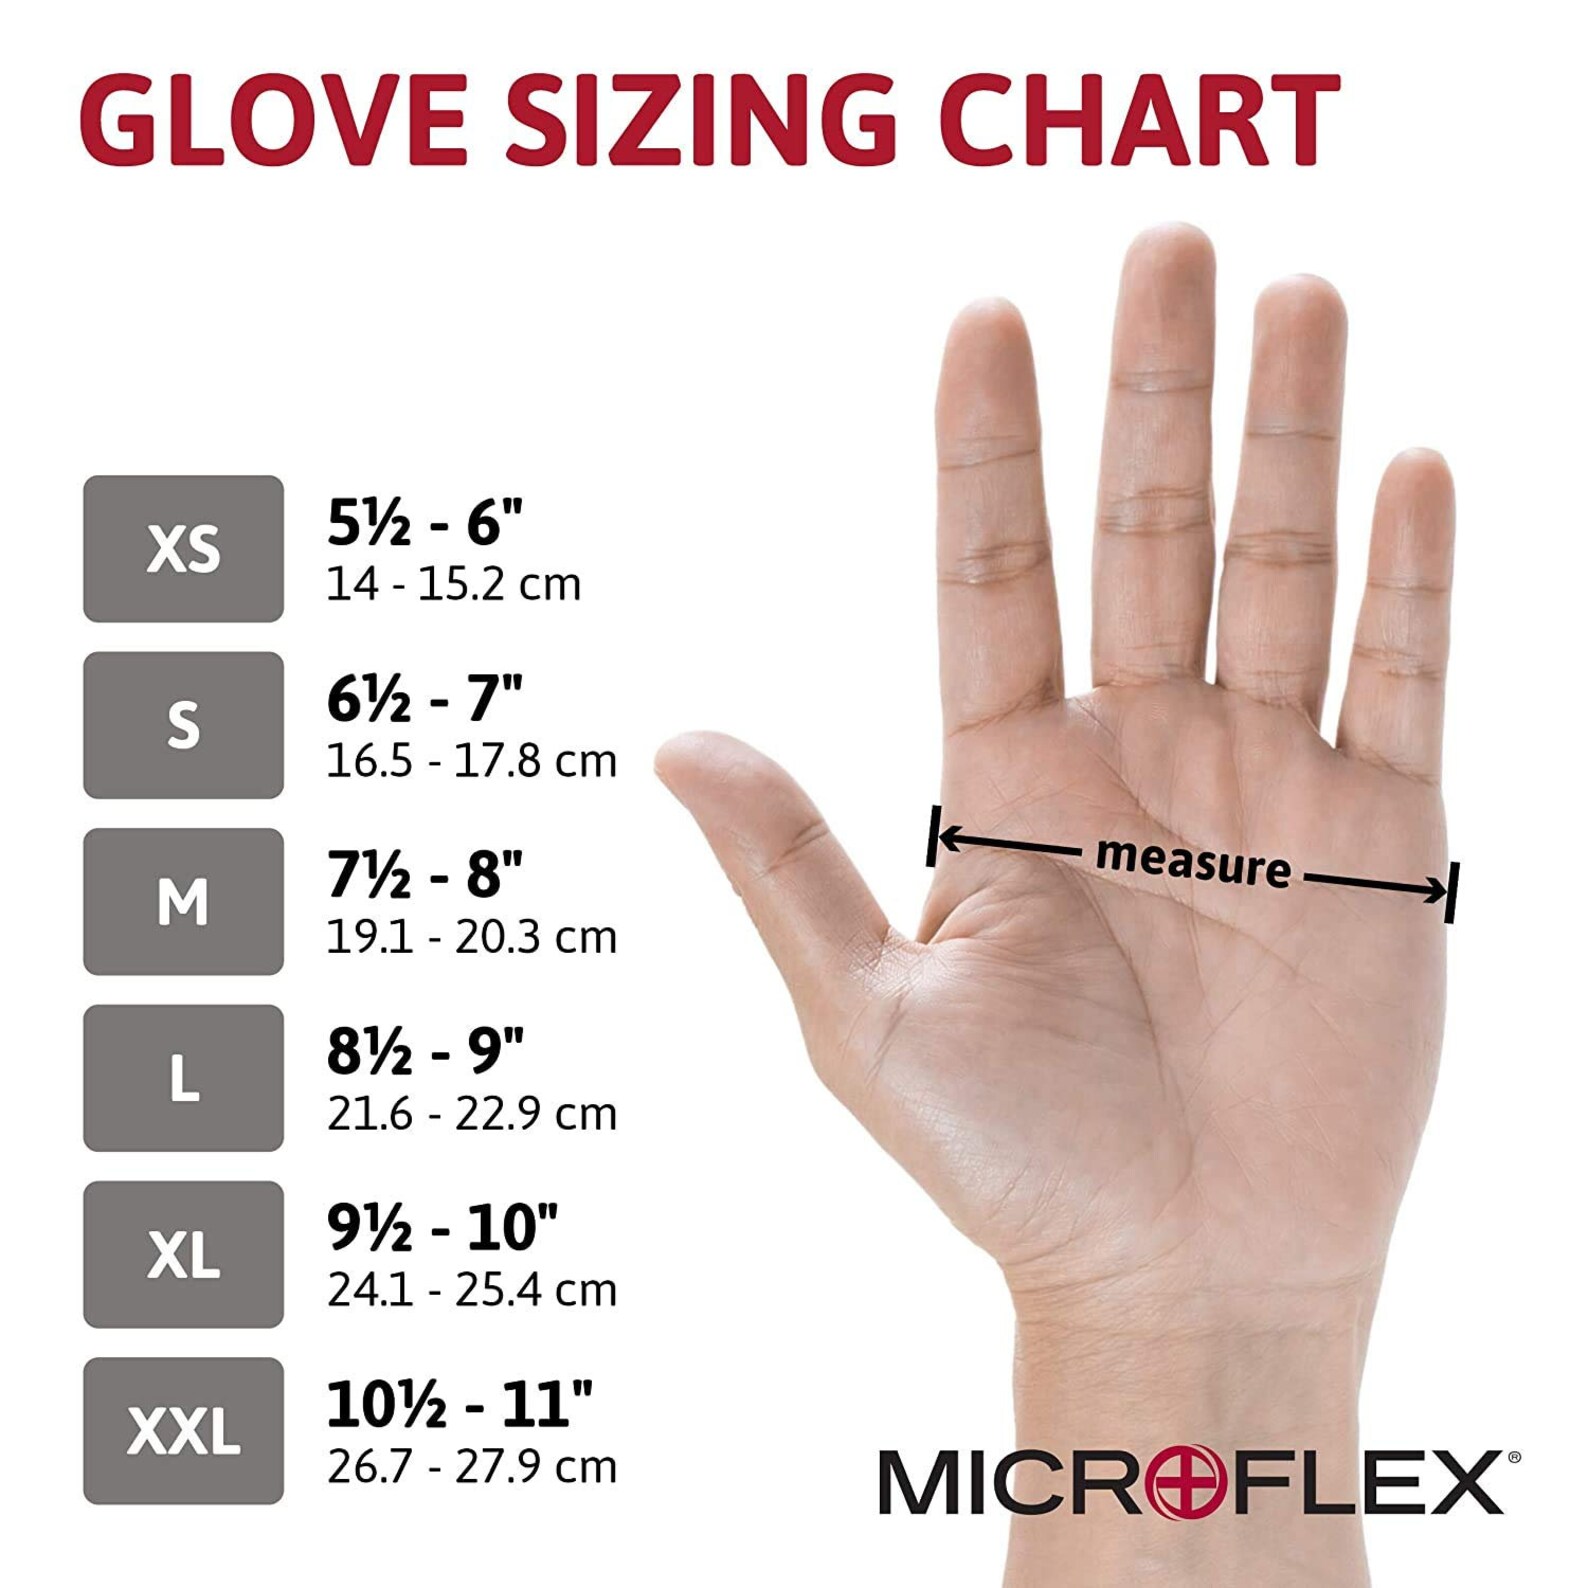 GLOVE SIZING CHART
XS
5½ - 6"
14 - 15.2 cm
S
6½ - 7"
16.5 - 17.8 cm
M
7½ - 8"
19.1 - 20.3 cm
L
8½ - 9"
21.6 - 22.9 cm
XL
9½ - 10"
24.1 - 25.4 cm
XXL
10½ - 11"
26.7 - 27.9 cm
measure
MICROFLEX®